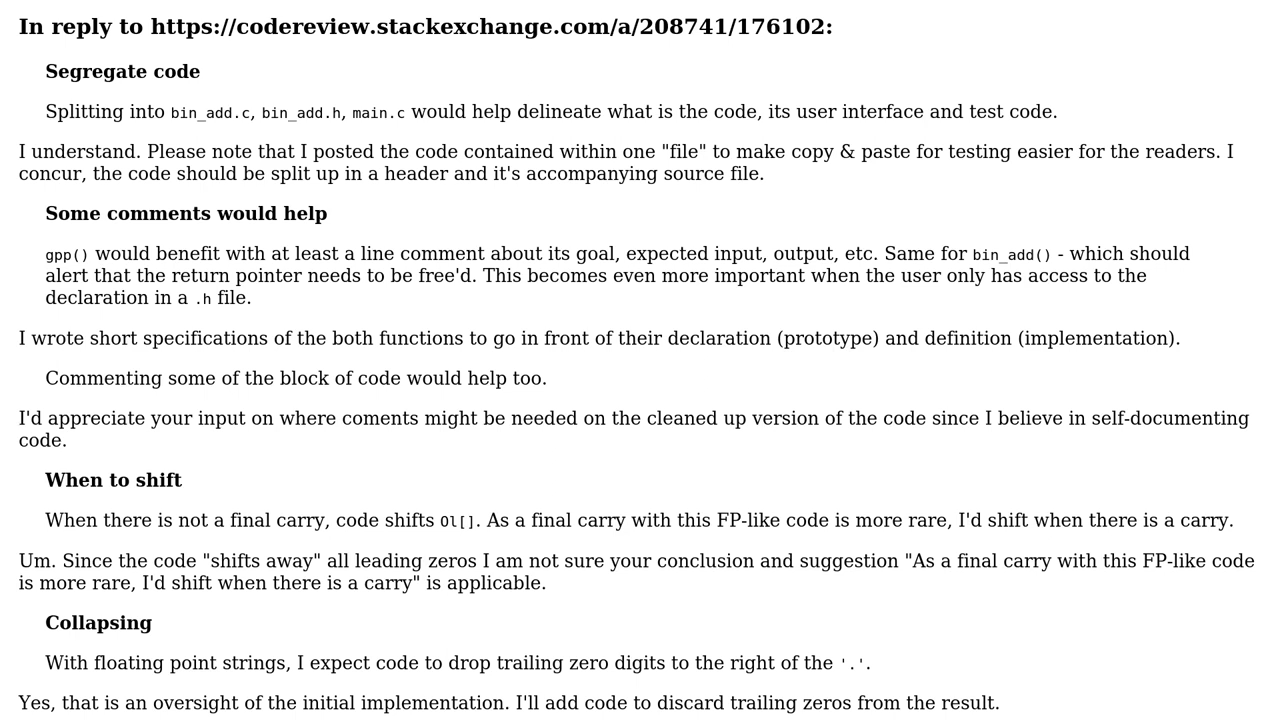 In reply to https://codereview.stackexchange.com/a/208741/176102:
Segregate code
Splitting into bin_add.c, bin_add.h, main.c would help delineate what is the code, its user interface and test code.
I understand. Please note that I posted the code contained within one "file" to make copy & paste for testing easier for the readers. I
concur, the code should be split up in a header and it's accompanying source file.
Some comments would help
gpp() would benefit with at least a line comment about its goal, expected input, output, etc. Same for bin_add() - which should
alert that the return pointer needs to be free'd. This becomes even more important when the user only has access to the
declaration in a .h file.
I wrote short specifications of the both functions to go in front of their declaration (prototype) and definition (implementation).
Commenting some of the block of code would help too.
I'd appreciate your input on where coments might be needed on the cleaned up version of the code since I believe in self-documenting
code.
When to shift
When there is not a final carry, code shifts Ol[]. As a final carry with this FP-like code is more rare, I'd shift when there is a carry.
Um. Since the code "shifts away" all leading zeros I am not sure your conclusion and suggestion "As a final carry with this FP-like code
is more rare, I'd shift when there is a carry" is applicable.
Collapsing
With floating point strings, I expect code to drop trailing zero digits to the right of the '.'.
Yes, that is an oversight of the initial implementation. I'll add code to discard trailing zeros from the result.